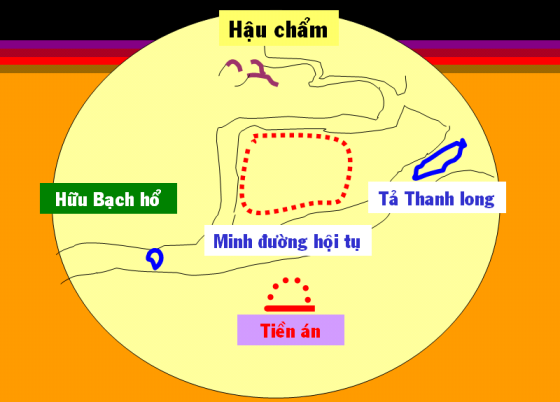 Hậu chẩm
Hữu Bạch hổ
Tả Thanh long
Minh đường hội tụ
Tiền án